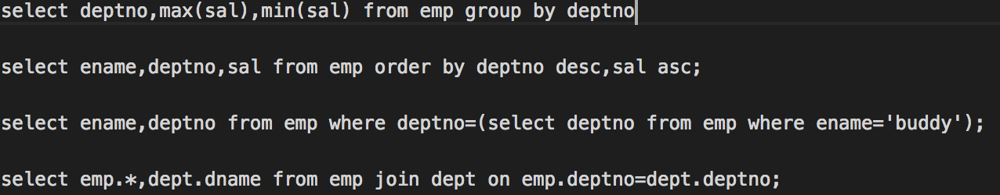 select deptno,max(sal),min(sal) from emp group by deptno
select ename,deptno,sal from emp order by deptno desc,sal asc;
select ename,deptno from emp where deptno=(select deptno from emp where ename='buddy');
select emp.*,dept.dname from emp join dept on emp.deptno=dept.deptno;